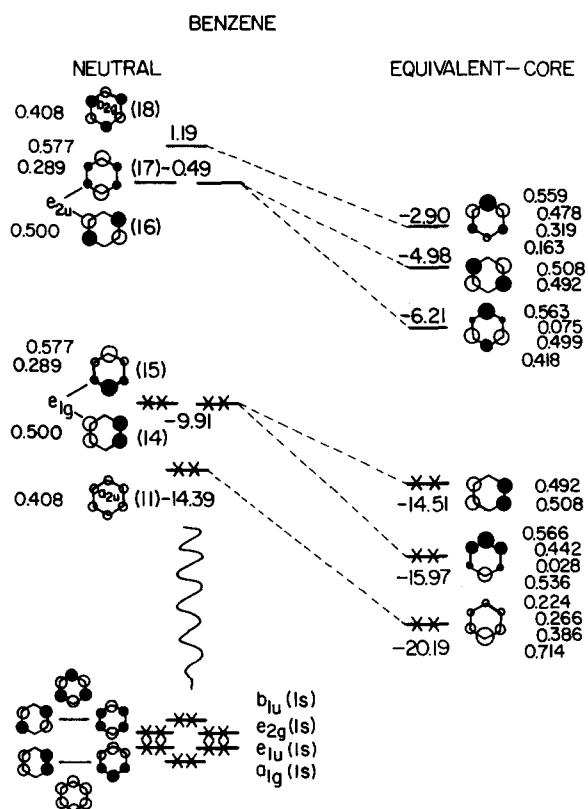 BENZENE
NEUTRAL
EQUIVALENT–CORE
0.408 b2g (18)
1.19
0.577
0.289 (17) -0.49
e2u
0.500 (16)
0.559
-2.90 0.478
0.319
0.163
-4.98
0.508
0.492
-6.21 0.563
0.075
0.499
0.418
0.577
0.289 (15)
e1g
-9.91
0.500 (14)
0.408 a2u (11) -14.39
0.492
-14.51 0.508
0.566
0.442
-15.97 0.028
0.536
0.224
0.266
-20.19 0.386
0.714
b1u (1s)
e2g (1s)
e1u (1s)
a1g (1s)